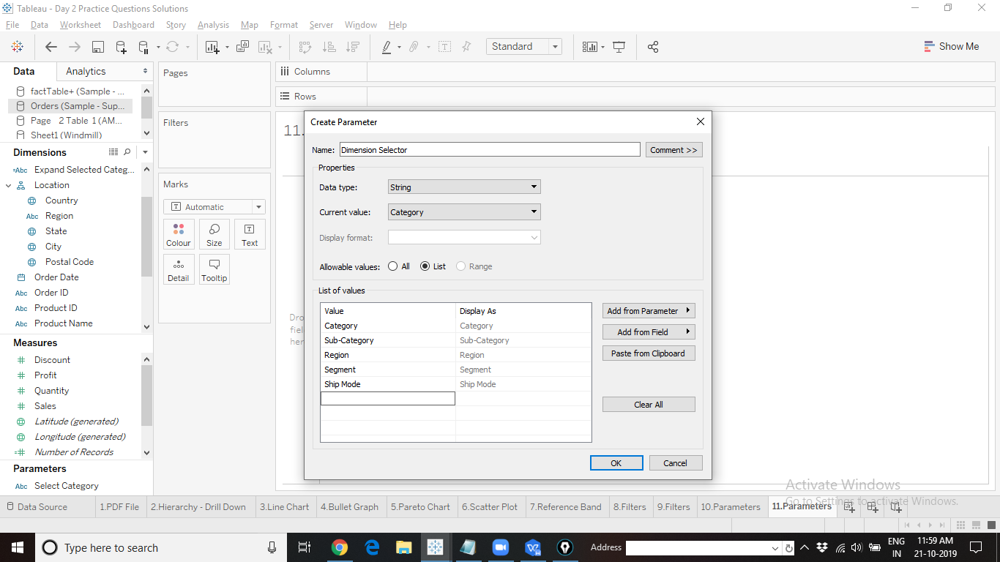 Tableau - Day 2 Practice Questions Solutions
File Data Worksheet Dashboard Story Analysis Map Format Server Window Help
Standard
Show Me
Data
Analytics
factTable+ (Sample - ...
Orders (Sample - Sup...
Page 2 Table 1 (AM...
Sheet1 (Windmill)
Dimensions
=Abc Expand Selected Categ...
Location
Country
Abc Region
State
City
Postal Code
Order Date
Abc Order ID
Abc Product ID
Abc Product Name
Measures
# Discount
# Profit
# Quantity
# Sales
Latitude (generated)
Longitude (generated)
=# Number of Records
Parameters
Abc Select Category
Pages
Filters
Marks
T Automatic
Colour
Size
T Text
Detail
Tooltip
Columns
Rows
11.
Dro
fiel
her
Create Parameter
Name: Dimension Selector
Comment >>
Properties
Data type: String
Current value: Category
Display format:
Allowable values: All List Range
List of values
Value Display As
Category Category
Sub-Category Sub-Category
Region Region
Segment Segment
Ship Mode Ship Mode
Add from Parameter
Add from Field
Paste from Clipboard
Clear All
OK
Cancel
Activate Windows
Go to Settings to activate Windows.
Data Source
1.PDF File
2.Hierarchy - Drill Down
3.Line Chart
4.Bullet Graph
5.Pareto Chart
6.Scatter Plot
7.Reference Band
8.Filters
9.Filters
10.Parameters
11.Parameters
Type here to search
Address
ENG
IN
11:59 AM
21-10-2019